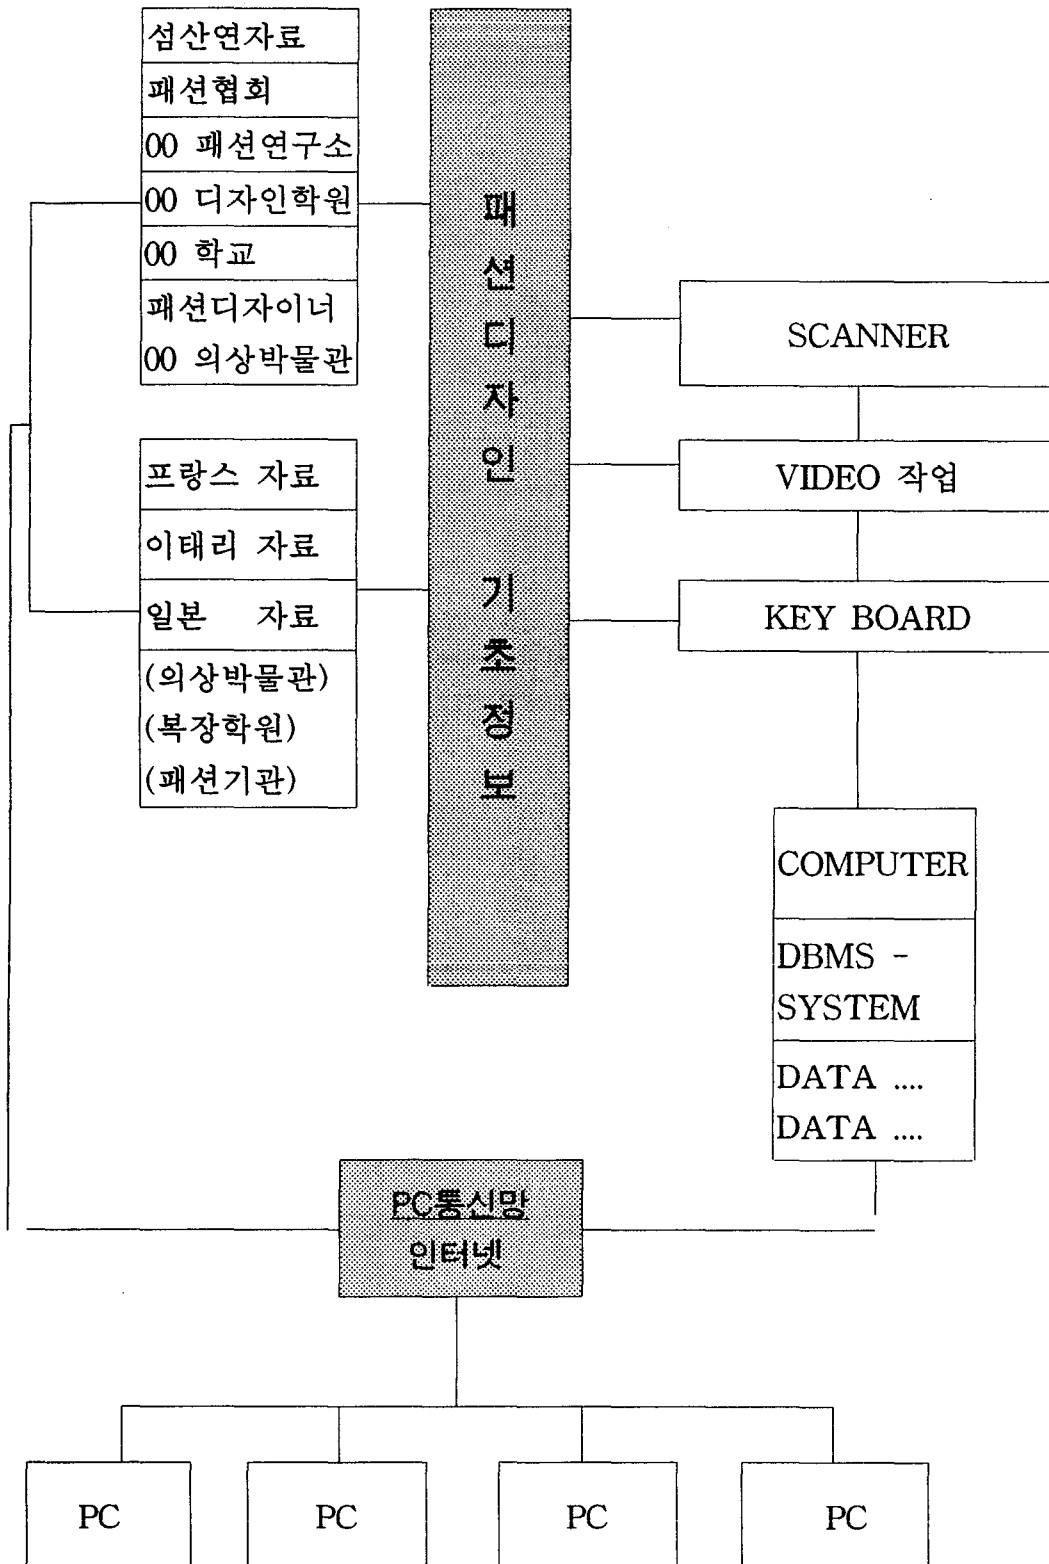 섬산연자료
패션협회
00 패션연구소
00 디자인학원
00 학교
패션디자이너
00 의상박물관
프랑스 자료
이태리 자료
일본 자료
(의상박물관)
(복장학원)
(패션기관)
패션디자인 기초정보
SCANNER
VIDEO 작업
KEY BOARD
COMPUTER
DBMS -
SYSTEM
DATA ....
DATA ....
PC통신망
인터넷
PC
PC
PC
PC